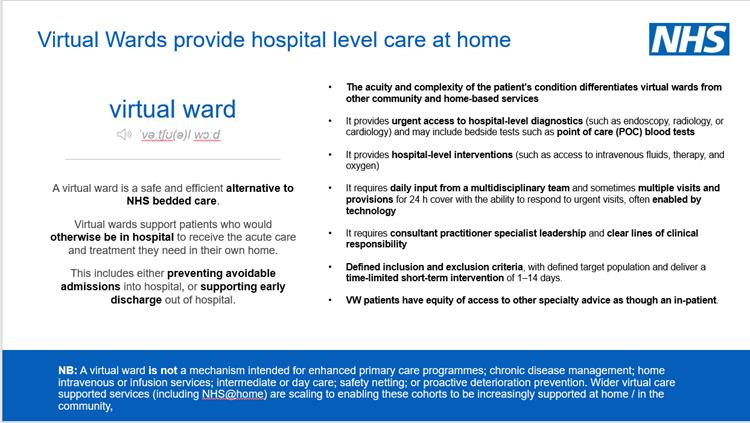 Virtual Wards provide hospital level care at home
NHS
virtual ward
ˈvəːtʃʊ(ə)l wɔːd
A virtual ward is a safe and efficient alternative to
NHS bedded care.
Virtual wards support patients who would
otherwise be in hospital to receive the acute care
and treatment they need in their own home.
This includes either preventing avoidable
admissions into hospital, or supporting early
discharge out of hospital.
• The acuity and complexity of the patient's condition differentiates virtual wards from
other community and home-based services
• It provides urgent access to hospital-level diagnostics (such as endoscopy, radiology, or
cardiology) and may include bedside tests such as point of care (POC) blood tests
• It provides hospital-level interventions (such as access to intravenous fluids, therapy, and
oxygen)
• It requires daily input from a multidisciplinary team and sometimes multiple visits and
provisions for 24 h cover with the ability to respond to urgent visits, often enabled by
technology
• It requires consultant practitioner specialist leadership and clear lines of clinical
responsibility
• Defined inclusion and exclusion criteria, with defined target population and deliver a
time-limited short-term intervention of 1–14 days.
• VW patients have equity of access to other specialty advice as though an in-patient.
NB: A virtual ward is not a mechanism intended for enhanced primary care programmes; chronic disease management; home
intravenous or infusion services; intermediate or day care; safety netting; or proactive deterioration prevention. Wider virtual care
supported services (including NHS@home) are scaling to enabling these cohorts to be increasingly supported at home / in the
community,